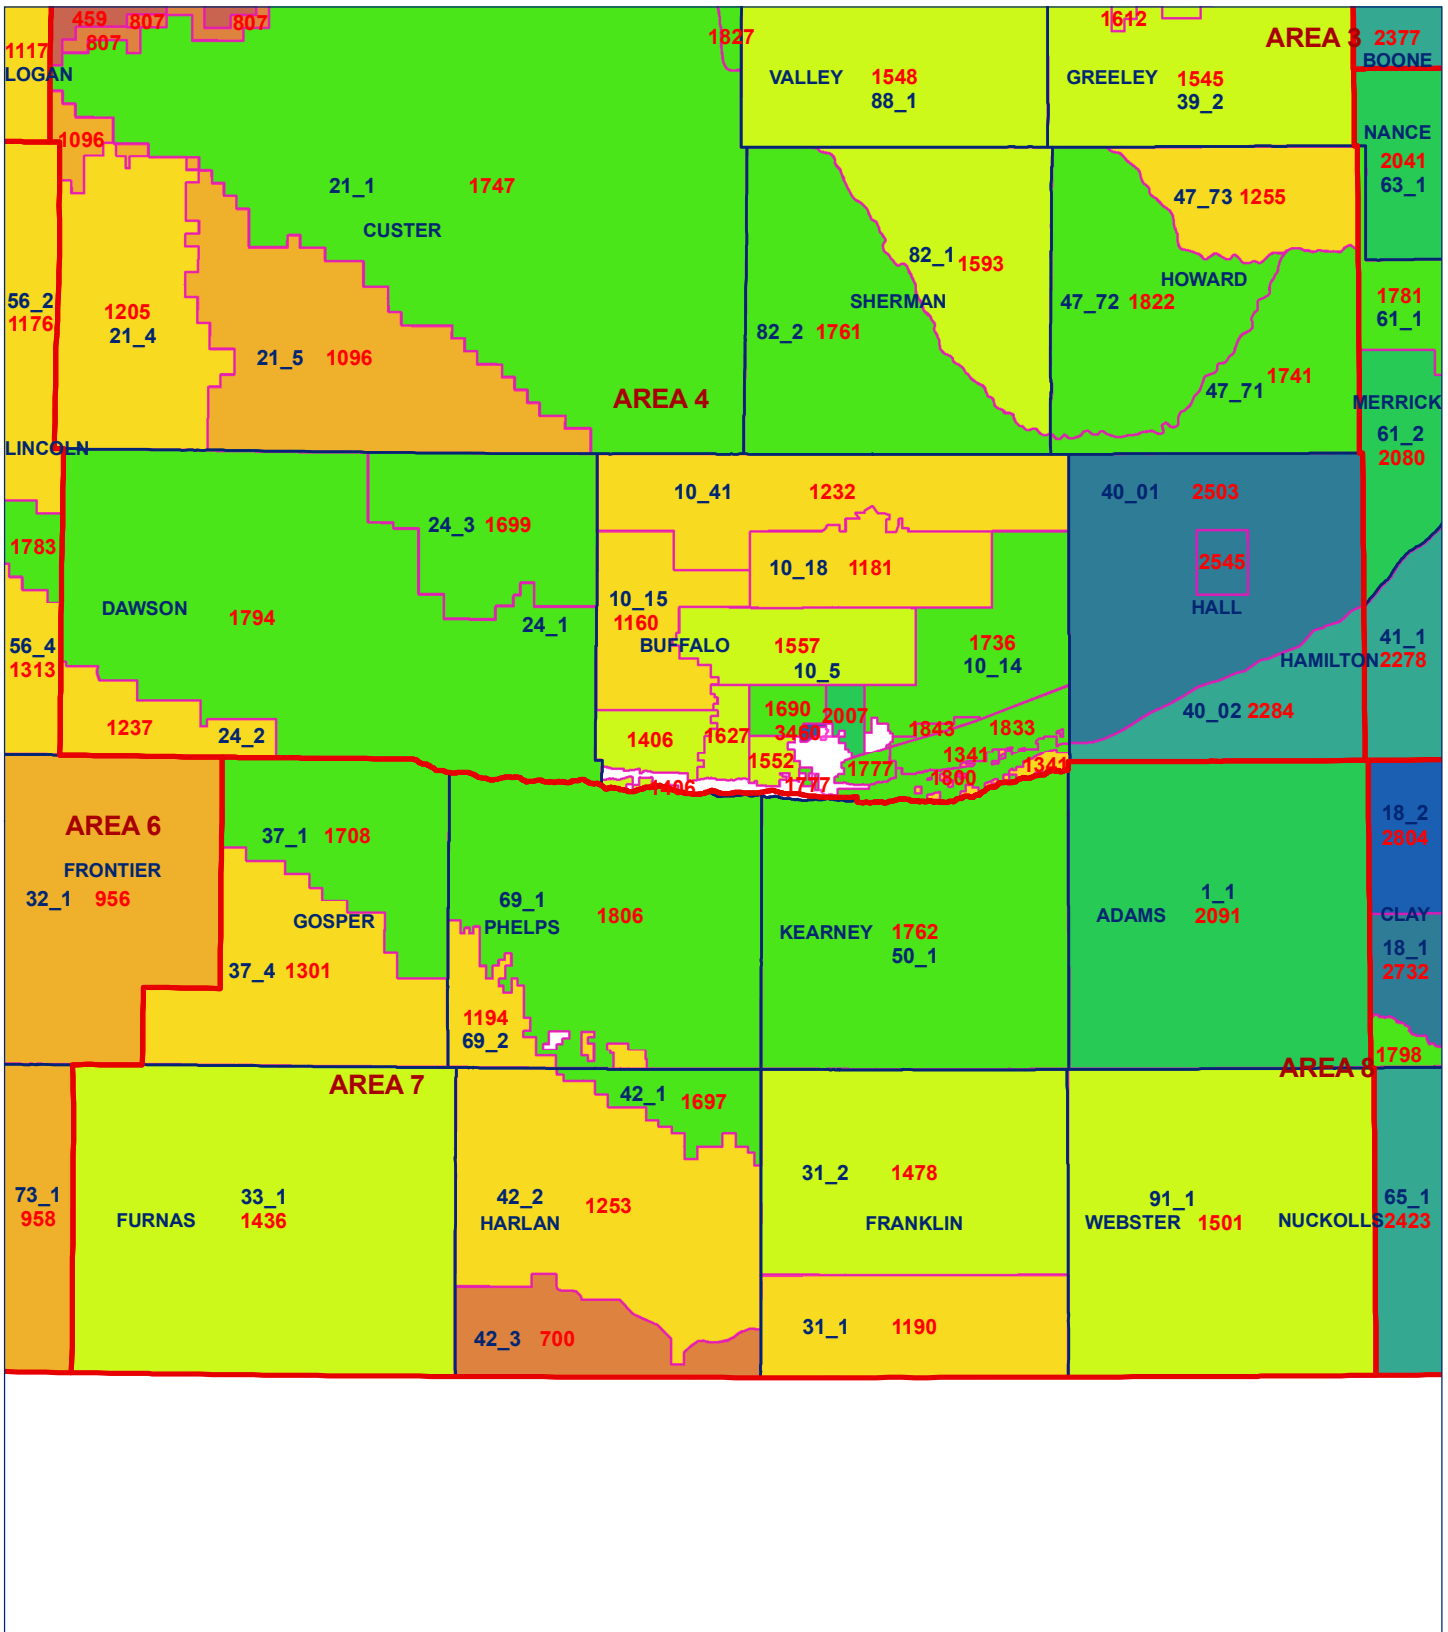 459 807 807
807
1117
LOGAN
1827
VALLEY 1548
88_1
1612
GREELEY 1545
39_2
AREA 3
2377
BOONE
NANCE
2041
63_1
1096
21_1 1747
CUSTER
47_73 1255
82_1 1593
SHERMAN
HOWARD
47_72 1822
56_2
1176
1205
21_4
82_2 1761
1781
61_1
21_5 1096
AREA 4
47_71 1741
MERRICK
61_2
2080
LINCOLN
10_41 1232
40_01 2503
24_3 1699
1783
10_18 1181
2545
HALL
DAWSON 1794
24_1
10_15
1160
BUFFALO 1557
10_5
1736
10_14
56_4
1313
41_1
HAMILTON 2278
40_02 2284
1237
24_2
1690 2007
3460
1406 1627
1843 1833
1552
1777
1341
1341
1406 1777
1800
AREA 6
FRONTIER
32_1 956
37_1 1708
GOSPER
37_4 1301
69_1 1806
PHELPS
1194
69_2
KEARNEY 1762
50_1
1_1
ADAMS 2091
18_2
2804
CLAY
18_1
2732
1798
AREA 7
AREA 8
42_1 1697
73_1
958
33_1
FURNAS 1436
42_2 1253
HARLAN
31_2 1478
FRANKLIN
91_1
WEBSTER 1501
65_1
NUCKOLLS 2423
42_3 700
31_1 1190